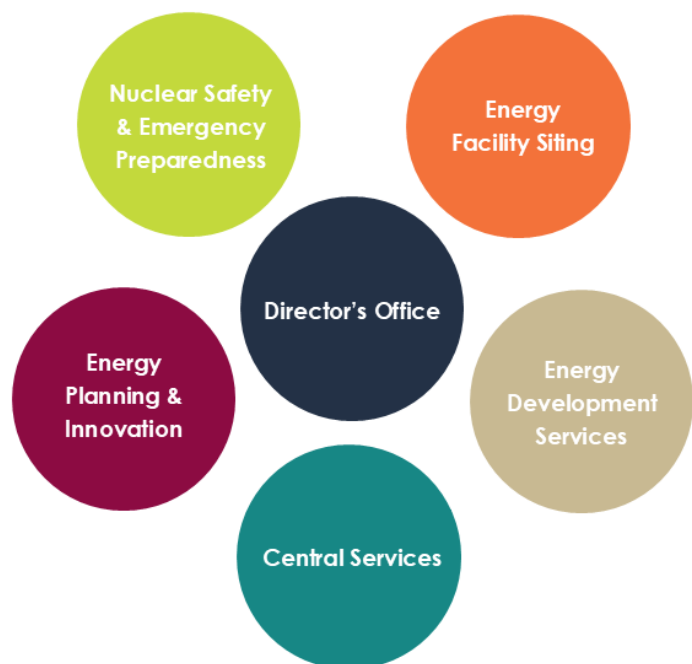 Nuclear Safety
& Emergency
Preparedness
Energy
Facility Siting
Director’s Office
Energy
Planning &
Innovation
Energy
Development
Services
Central Services